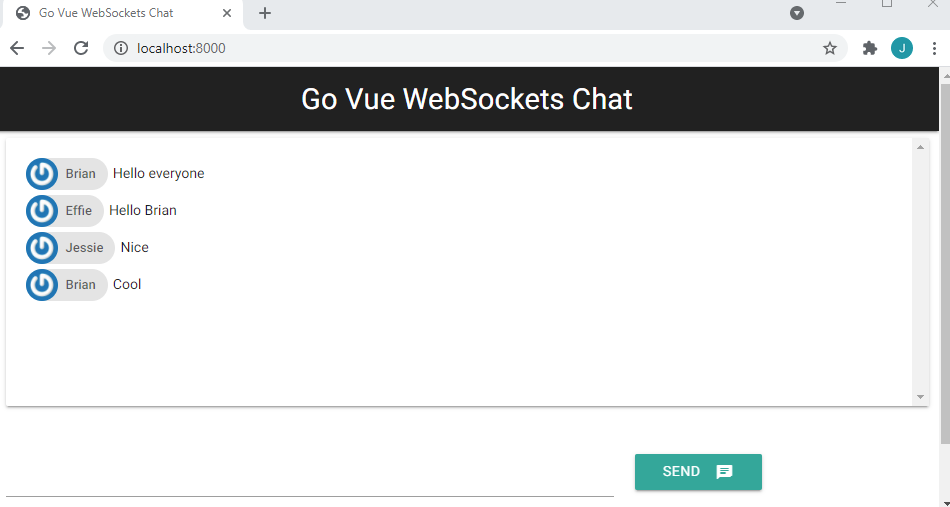 Go Vue WebSockets Chat
localhost:8000
J
Go Vue WebSockets Chat
Brian Hello everyone
Effie Hello Brian
Jessie Nice
Brian Cool
SEND